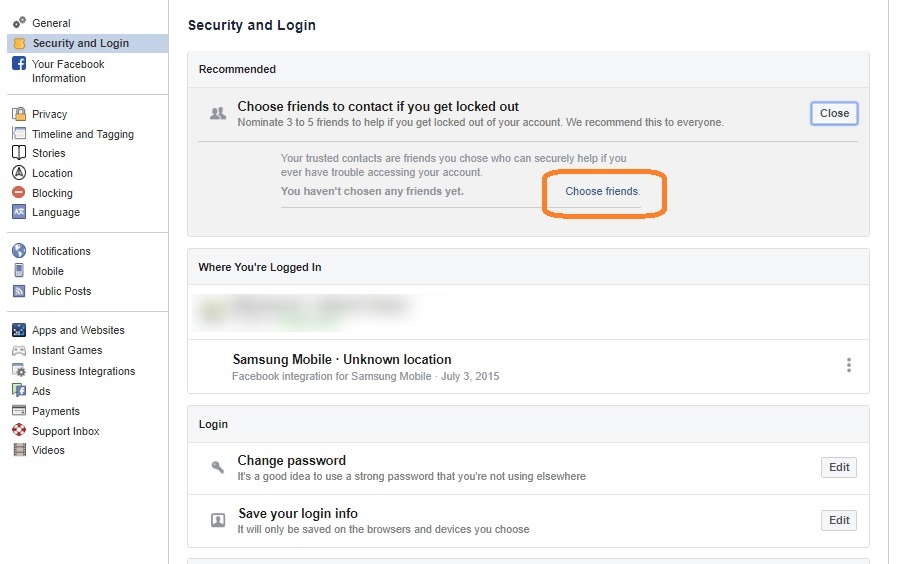 General
Security and Login
Your Facebook
Information
Privacy
Timeline and Tagging
Stories
Location
Blocking
Language
Notifications
Mobile
Public Posts
Apps and Websites
Instant Games
Business Integrations
Ads
Payments
Support Inbox
Videos
Security and Login
Recommended
Choose friends to contact if you get locked out
Nominate 3 to 5 friends to help if you get locked out of your account. We recommend this to everyone.
Close
Your trusted contacts are friends you chose who can securely help if you
ever have trouble accessing your account.
You haven't chosen any friends yet. Choose friends.
Where You're Logged In
Samsung Mobile · Unknown location
Facebook integration for Samsung Mobile · July 3, 2015
Login
Change password
It's a good idea to use a strong password that you're not using elsewhere
Edit
Save your login info
It will only be saved on the browsers and devices you choose
Edit